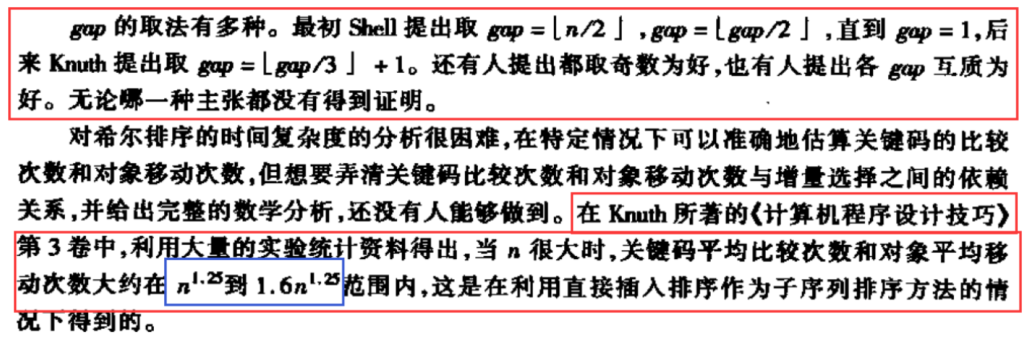 gap 的取法有多种。最初 Shell 提出取 gap = ⌊n/2⌋,gap = ⌊gap/2⌋,直到 gap = 1,后
来 Knuth 提出取 gap = ⌊gap/3⌋ + 1。还有人提出都取奇数为好,也有人提出各 gap 互质为
好。无论哪一种主张都没有得到证明。
对希尔排序的时间复杂度的分析很困难,在特定情况下可以准确地估算关键码的比较
次数和对象移动次数,但想要弄清关键码比较次数和对象移动次数与增量选择之间的依赖
关系,并给出完整的数学分析,还没有人能够做到。在 Knuth 所著的《计算机程序设计技巧》
第 3 卷中,利用大量的实验统计资料得出,当 n 很大时,关键码平均比较次数和对象平均移
动次数大约在 n^1.25 到 1.6n^1.25 范围内,这是在利用直接插入排序作为子序列排序方法的情
况下得到的。